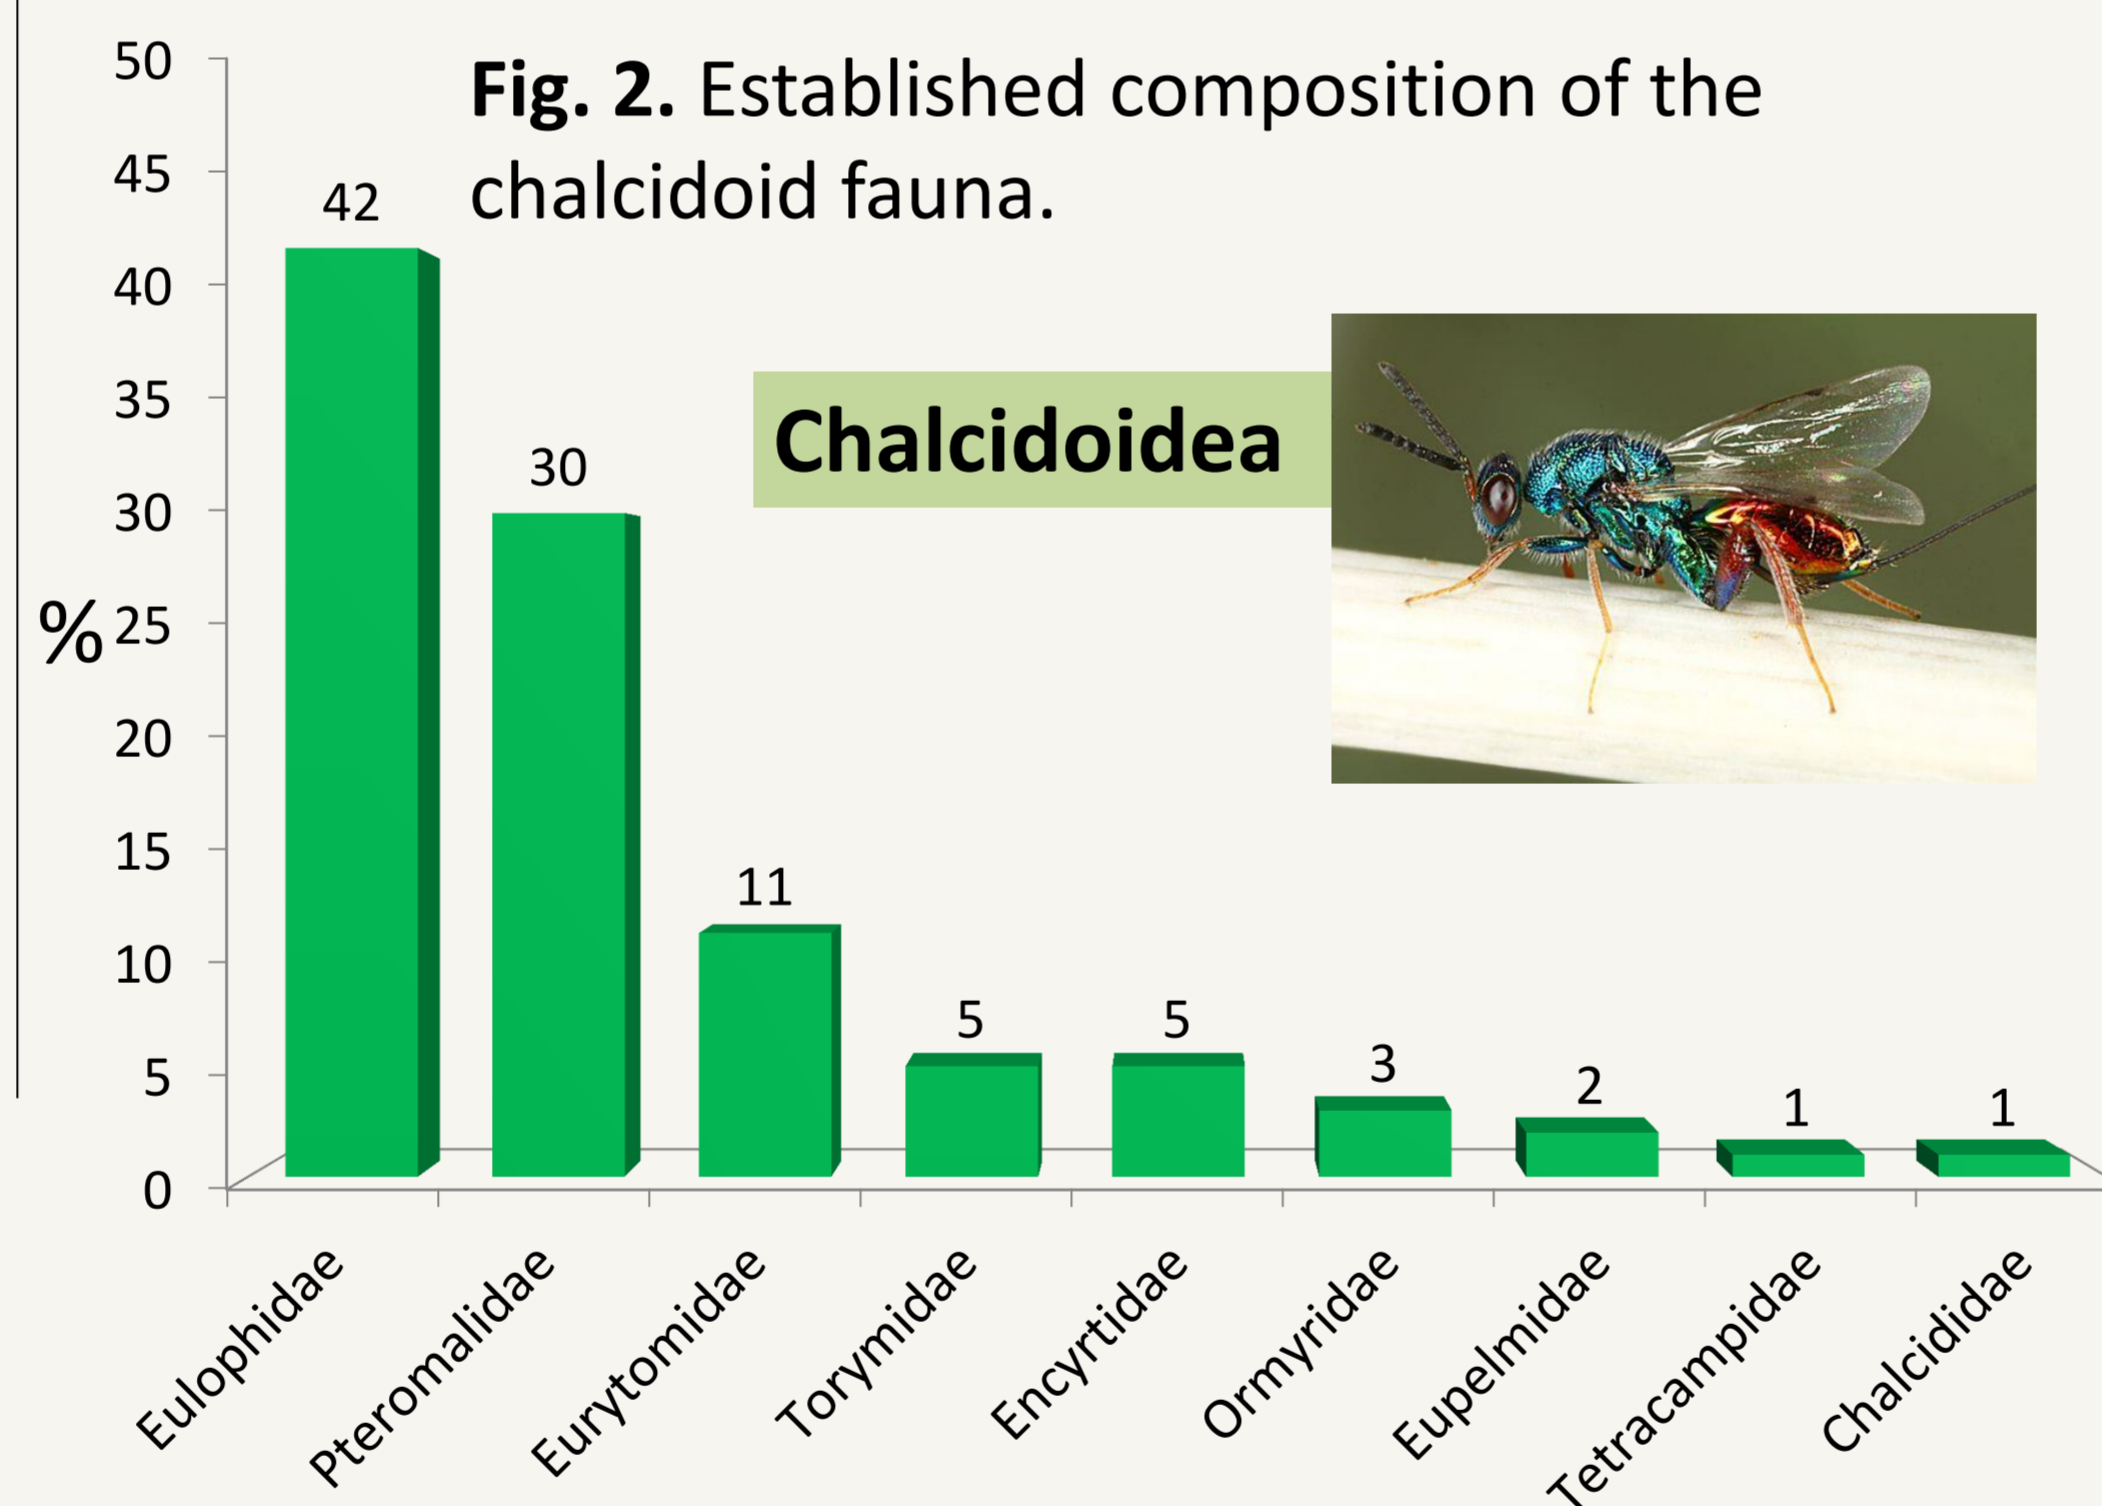 Fig. 2. Established composition of the
chalcidoid fauna.
Chalcidoidea
%
50
45
40
35
30
25
20
15
10
5
0
42
30
11
5
5
3
2
1
1
Eulophidae
Pteromalidae
Eurytomidae
Torymidae
Encyrtidae
Ormyridae
Eupelmidae
Tetracampidae
Chalcididae